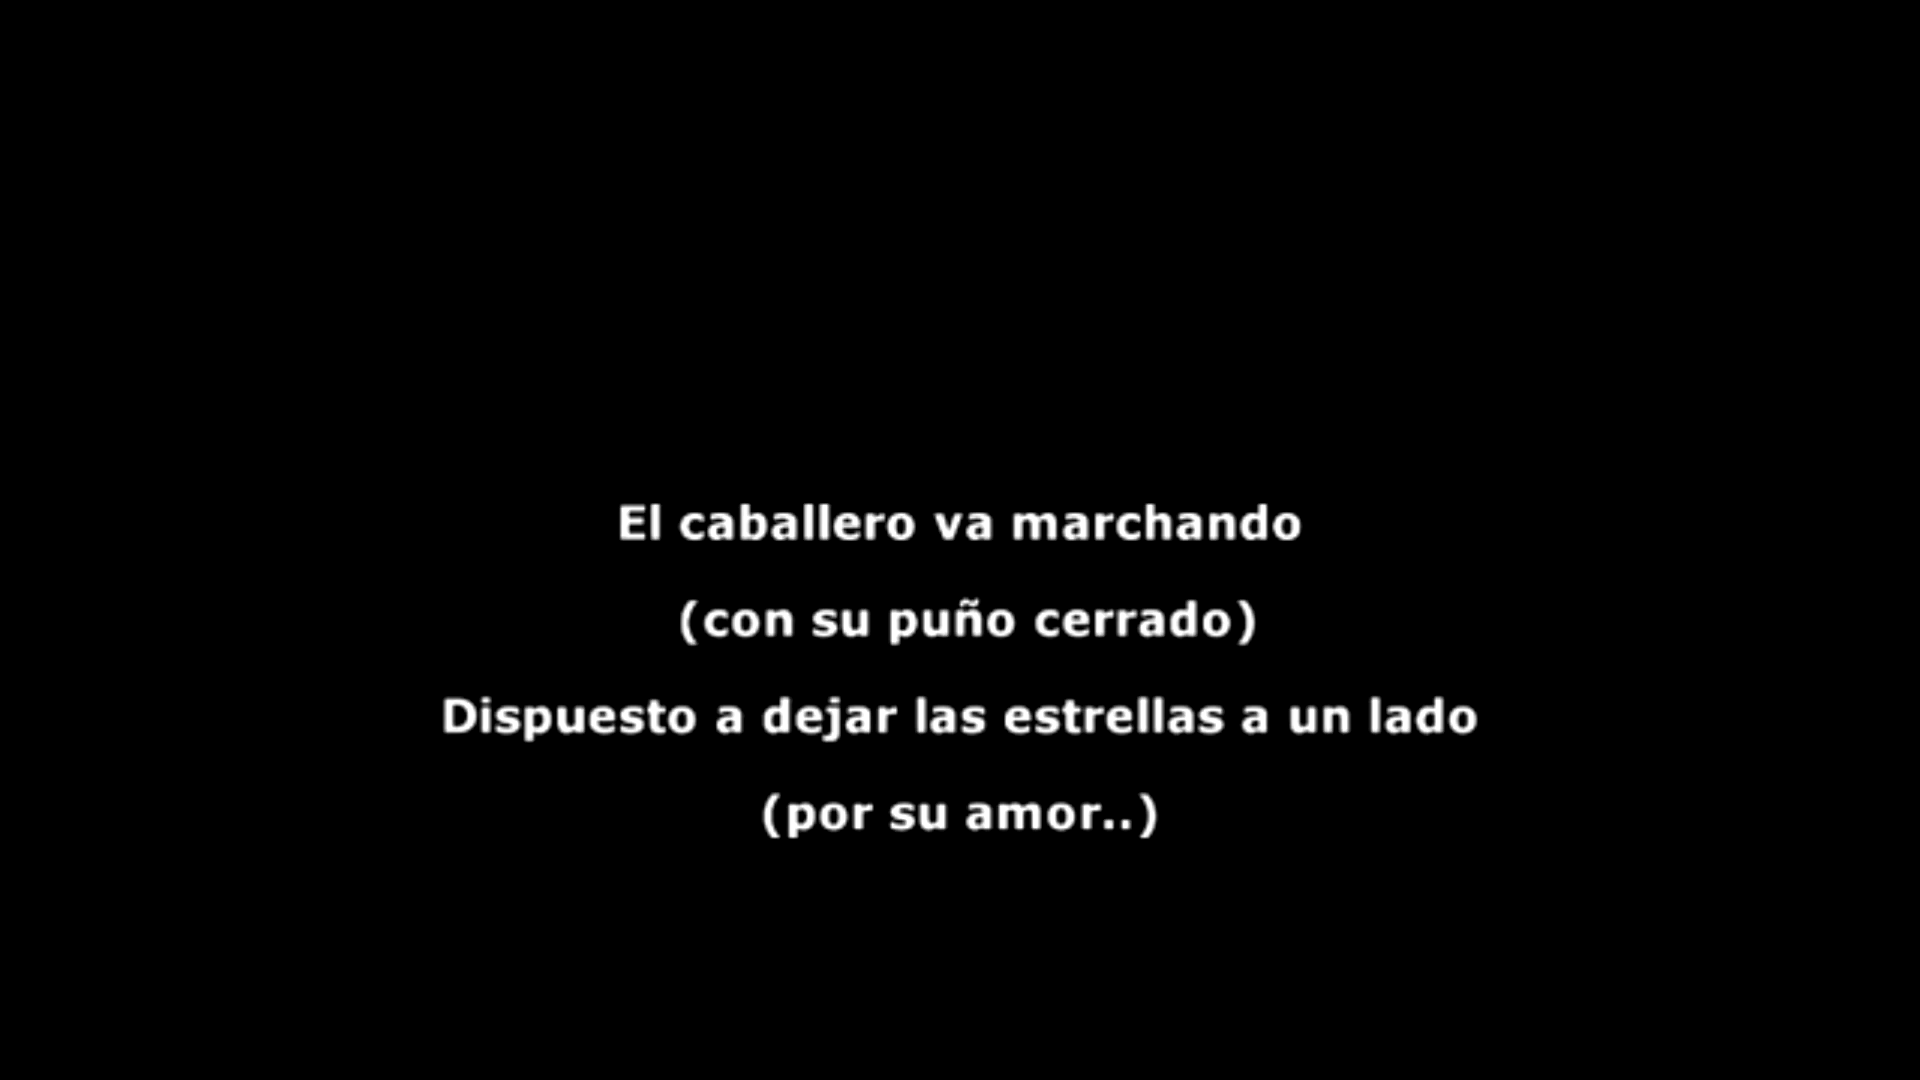 El caballero va marchando
(con su puño cerrado)
Dispuesto a dejar las estrellas a un lado
(por su amor..)